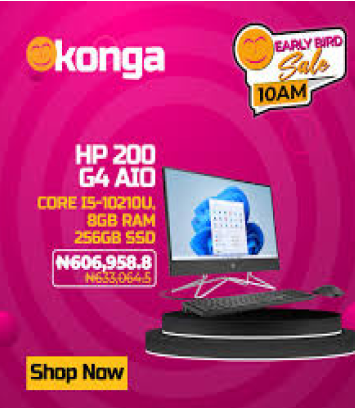 konga
EARLY BIRD
Sale
10AM
HP 200
G4 AIO
CORE I5-10210U,
8GB RAM
256GB SSD
₦606,958.8
₦633,064.5
Shop Now